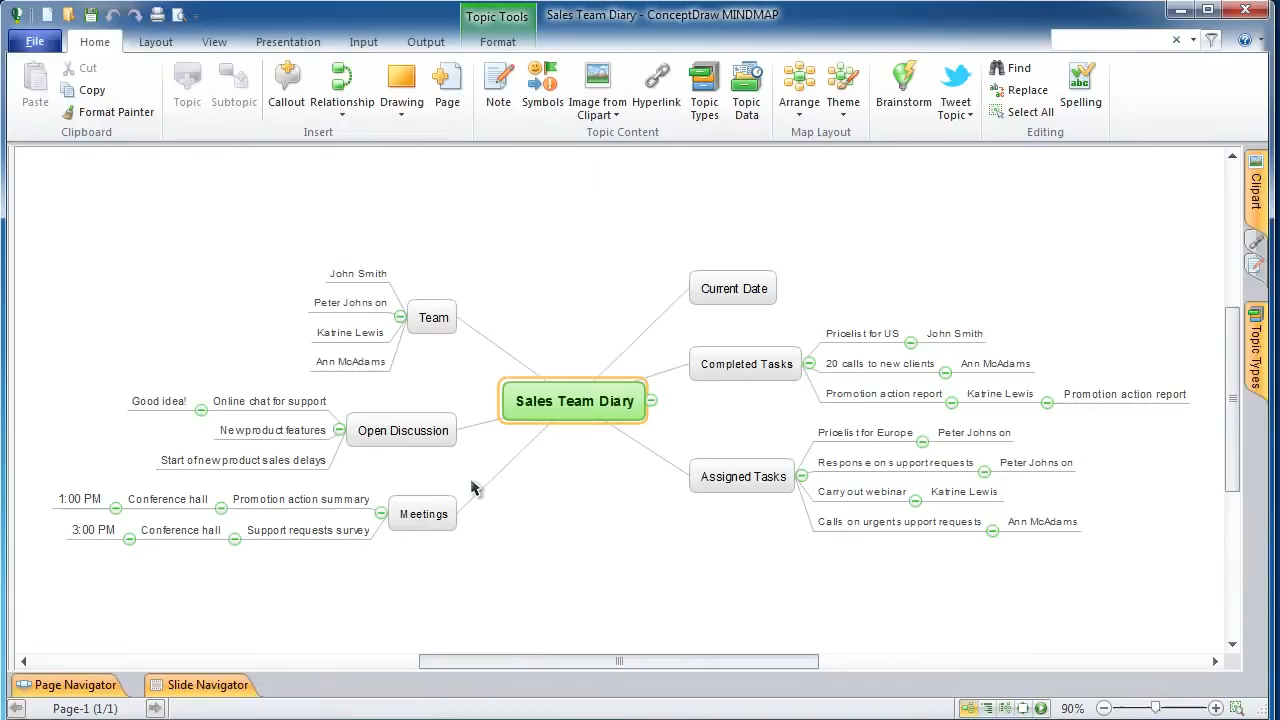 Topic Tools
Sales Team Diary - ConceptDraw MINDMAP
File
Home
Layout
View
Presentation
Input
Output
Format
Paste
Cut
Copy
Format Painter
Clipboard
Topic
Subtopic
Callout
Relationship
Drawing
Page
Insert
Note
Symbols
Image from
Clipart
Hyperlink
Topic
Types
Topic
Data
Topic Content
Arrange
Theme
Map Layout
Brainstorm
Tweet
Topic
Find
Replace
Select All
Spelling
Editing
Clipart
Topic Types
John Smith
Peter Johnson
Katrine Lewis
Ann McAdams
Team
Good idea!
Online chat for support
New product features
Start of new product sales delays
Open Discussion
1:00 PM
Conference hall
Promotion action summary
3:00 PM
Conference hall
Support requests survey
Meetings
Sales Team Diary
Current Date
Completed Tasks
Pricelist for US
John Smith
20 calls to new clients
Ann McAdams
Promotion action report
Katrine Lewis
Promotion action report
Assigned Tasks
Pricelist for Europe
Peter Johnson
Response on support requests
Peter Johnson
Carry out webinar
Katrine Lewis
Calls on urgent support requests
Ann McAdams
Page Navigator
Slide Navigator
Page-1 (1/1)
90%